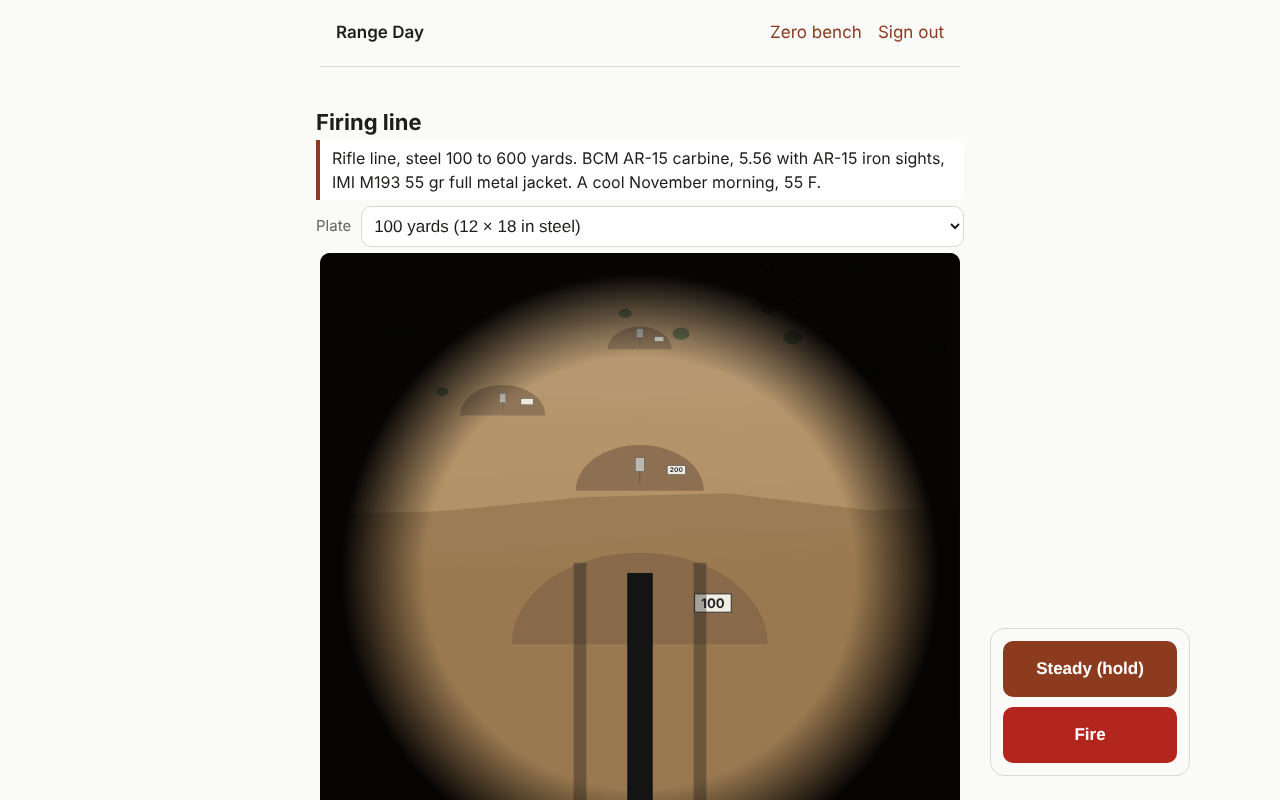 Range Day
Zero bench
Sign out
Firing line
Rifle line, steel 100 to 600 yards. BCM AR-15 carbine, 5.56 with AR-15 iron sights,
IMI M193 55 gr full metal jacket. A cool November morning, 55 F.
Plate
100 yards (12 × 18 in steel)
200
100
Steady (hold)
Fire